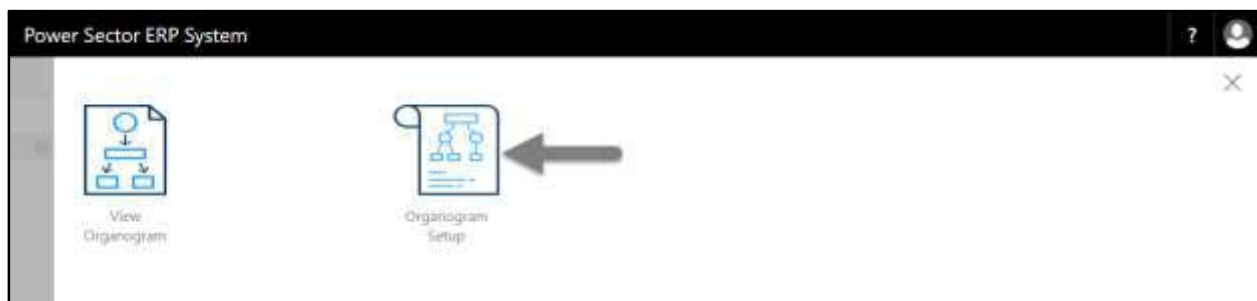 Power Sector ERP System
?
View
Organogram
Organogram
Setup